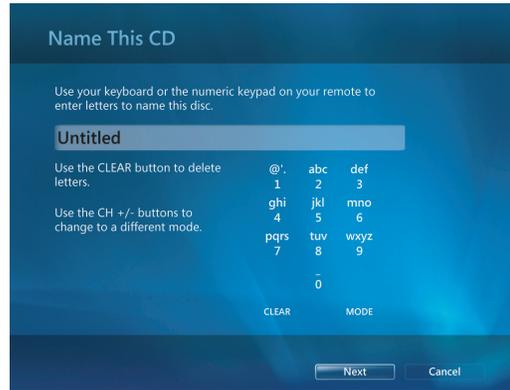 Name This CD
Use your keyboard or the numeric keypad on your remote to
enter letters to name this disc.
Untitled
Use the CLEAR button to delete
letters.
Use the CH +/- buttons to
change to a different mode.
@'. abc def
1 2 3
ghi jkl mno
4 5 6
pqrs tuv wxyz
7 8 9
_
0
CLEAR MODE
Next Cancel